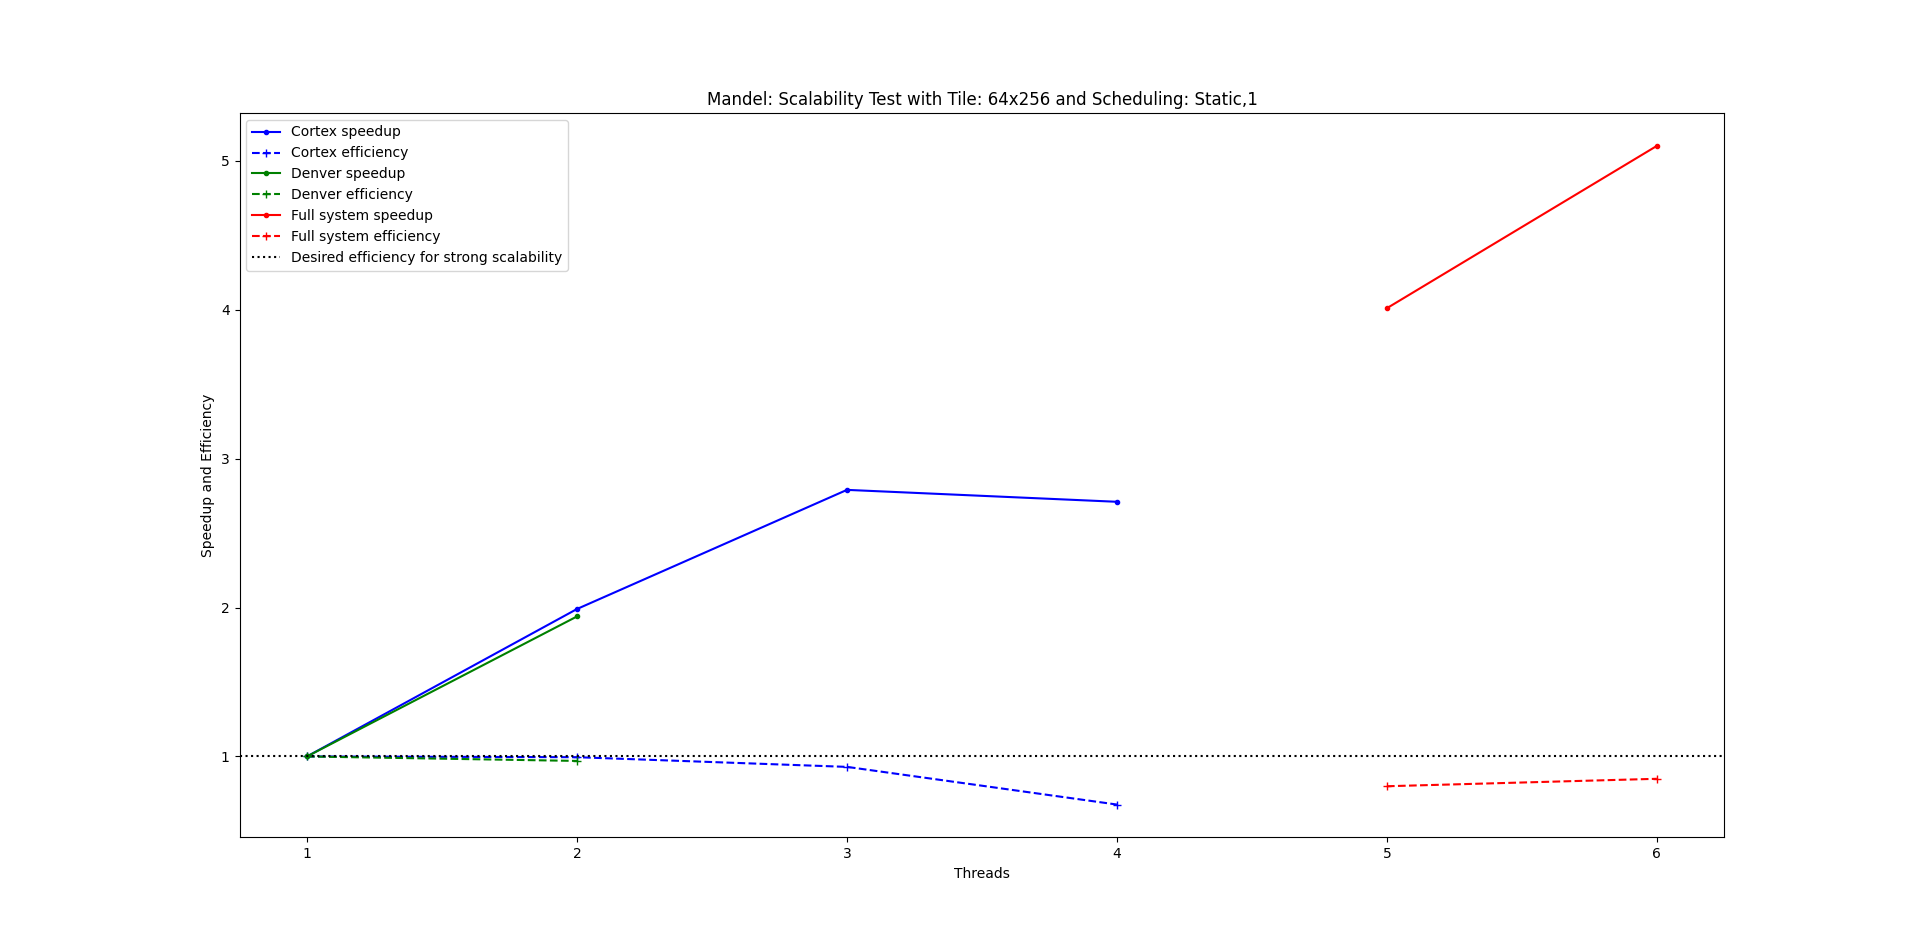 Mandel: Scalability Test with Tile: 64x256 and Scheduling: Static,1
Cortex speedup
Cortex efficiency
Denver speedup
Denver efficiency
Full system speedup
Full system efficiency
Desired efficiency for strong scalability
Speedup and Efficiency
5
4
3
2
1
1 2 3 4 5 6
Threads